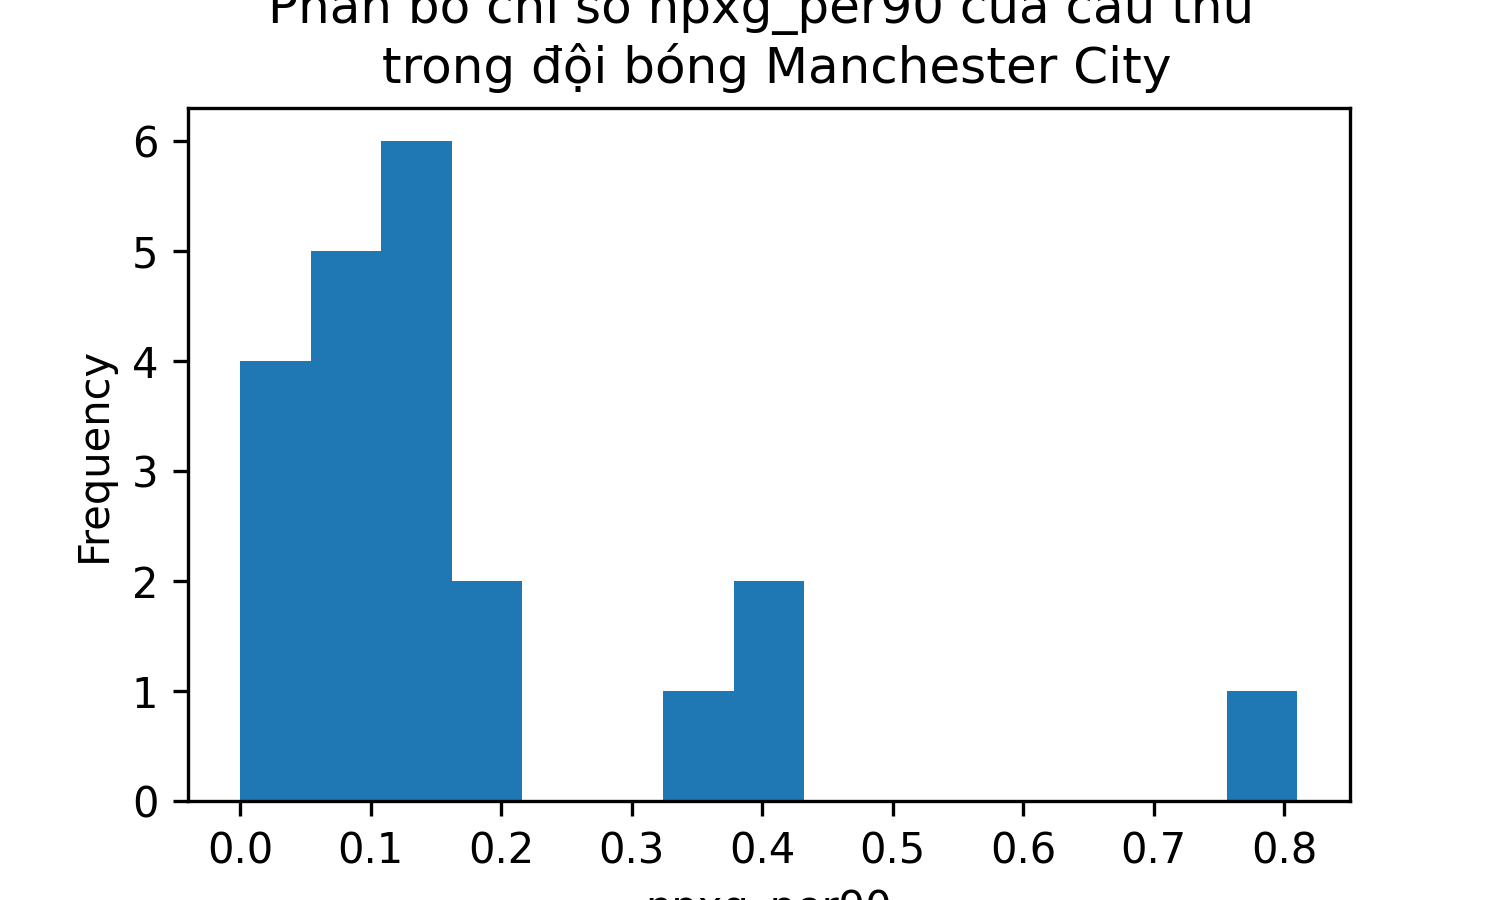 Phân bố chỉ số npxg_per90 của cầu thủ
trong đội bóng Manchester City
6
5
4
3
2
1
0
Frequency
0.0 0.1 0.2 0.3 0.4 0.5 0.6 0.7 0.8
npxg_per90